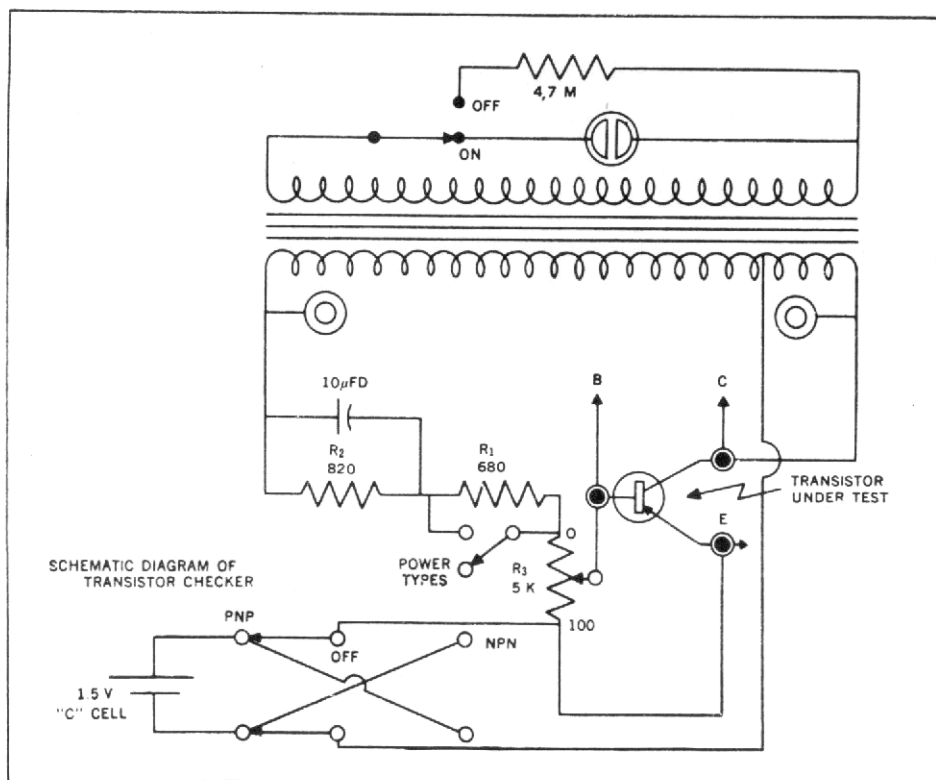 4,7 M
OFF
ON
10µFD
R2
820
R1
680
B
C
TRANSISTOR
UNDER TEST
E
0
R3
5 K
100
POWER
TYPES
SCHEMATIC DIAGRAM OF
TRANSISTOR CHECKER
PNP
OFF
NPN
1.5 V
"C" CELL